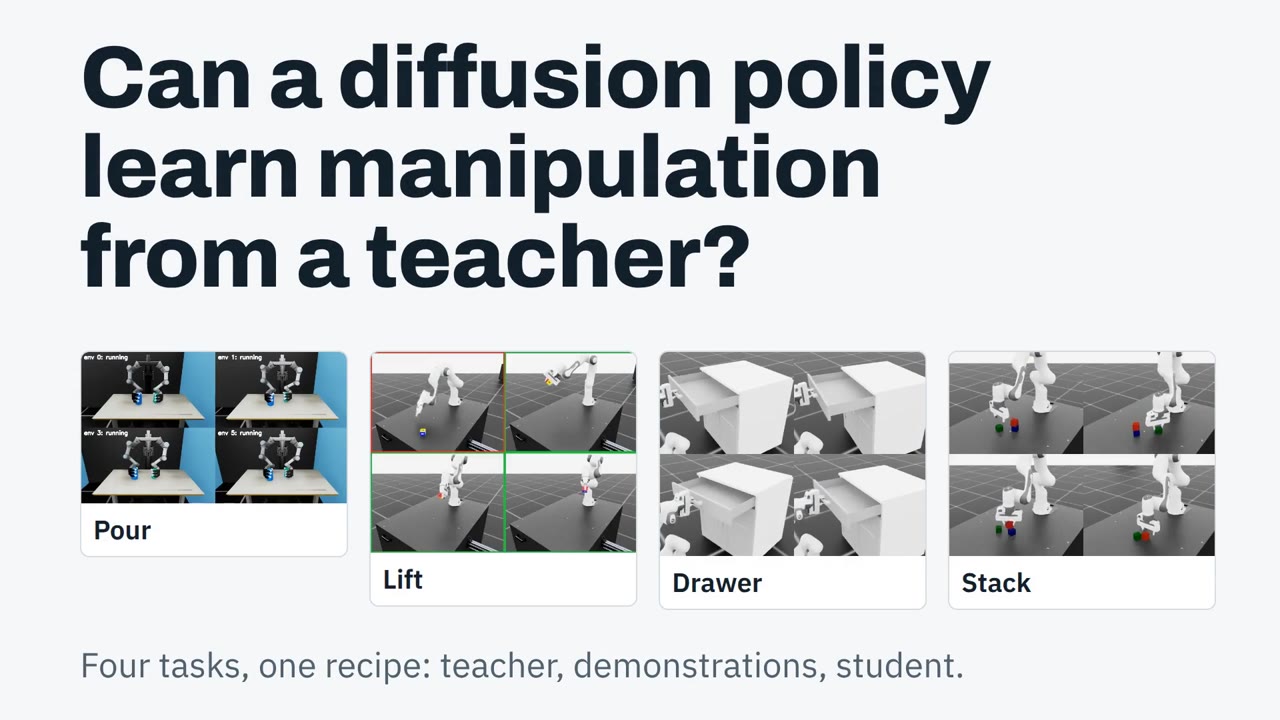 Can a diffusion policy
learn manipulation
from a teacher?
env 0: running
env 1: running
env 3: running
env 5: running
Pour
Lift
Drawer
Stack
Four tasks, one recipe: teacher, demonstrations, student.